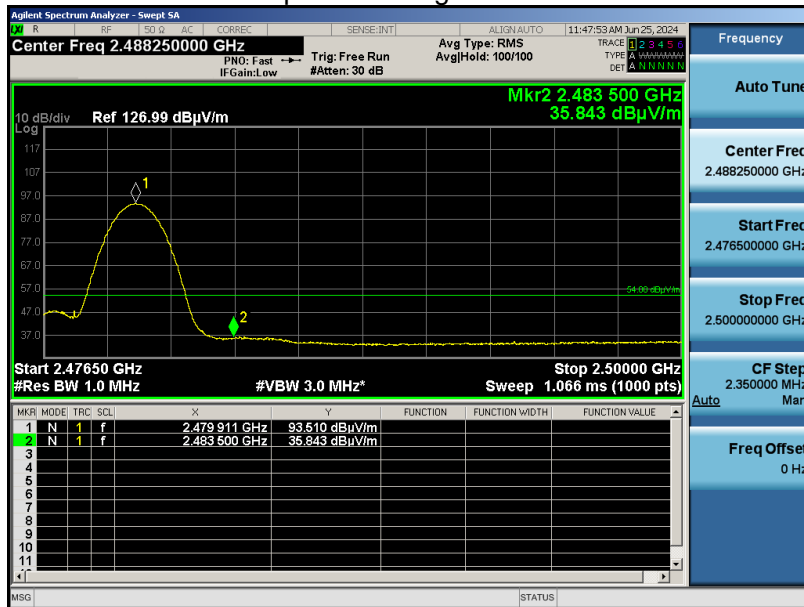 Agilent Spectrum Analyzer - Swept SA
LXI R RF 50 Ω AC CORREC SENSE:INT ALIGN AUTO 11:47:53 AM Jun 25, 2024
Center Freq 2.488250000 GHz
PNO: Fast
IFGain:Low
Trig: Free Run
#Atten: 30 dB
Avg Type: RMS
Avg|Hold: 100/100
TRACE 1 2 3 4 5 6
TYPE A WWWWW
DET A N N N N N
Mkr2 2.483 500 GHz
35.843 dBµV/m
10 dB/div Ref 126.99 dBµV/m
Log
117
107
97.0
87.0
77.0
67.0
57.0
47.0
37.0
1
2
54.00 dBµV/m
Start 2.47650 GHz Stop 2.50000 GHz
#Res BW 1.0 MHz #VBW 3.0 MHz* Sweep 1.066 ms (1000 pts)
MKR MODE TRC SCL X Y FUNCTION FUNCTION WIDTH FUNCTION VALUE
1 N 1 f 2.479 911 GHz 93.510 dBµV/m
2 N 1 f 2.483 500 GHz 35.843 dBµV/m
3
4
5
6
7
8
9
10
11
MSG STATUS
Frequency
Auto Tune
Center Freq
2.488250000 GHz
Start Freq
2.476500000 GHz
Stop Freq
2.500000000 GHz
CF Step
2.350000 MHz
Auto Man
Freq Offset
0 Hz